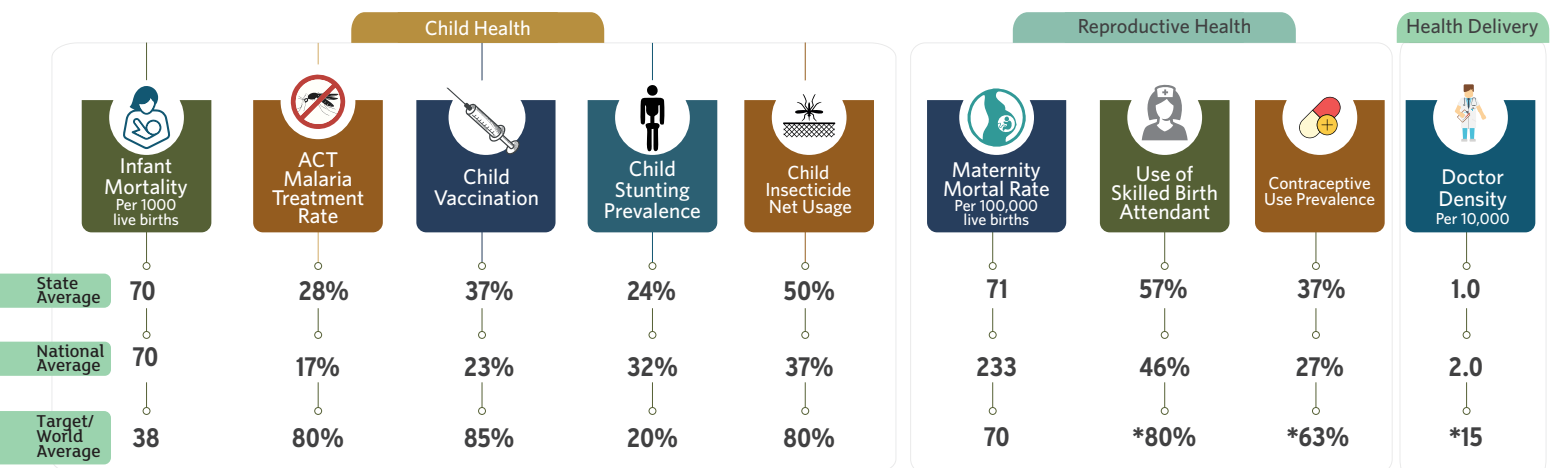 Child Health
Reproductive Health
Health Delivery
Infant
Mortality
Per 1000
live births
ACT
Malaria
Treatment
Rate
Child
Vaccination
Child
Stunting
Prevalence
Child
Insecticide
Net Usage
Maternity
Mortal Rate
Per 100,000
live births
Use of
Skilled Birth
Attendant
Contraceptive
Use Prevalence
Doctor
Density
Per 10,000
State
Average
70
28%
37%
24%
50%
71
57%
37%
1.0
National
Average
70
17%
23%
32%
37%
233
46%
27%
2.0
Target/
World
Average
38
80%
85%
20%
80%
70
*80%
*63%
*15